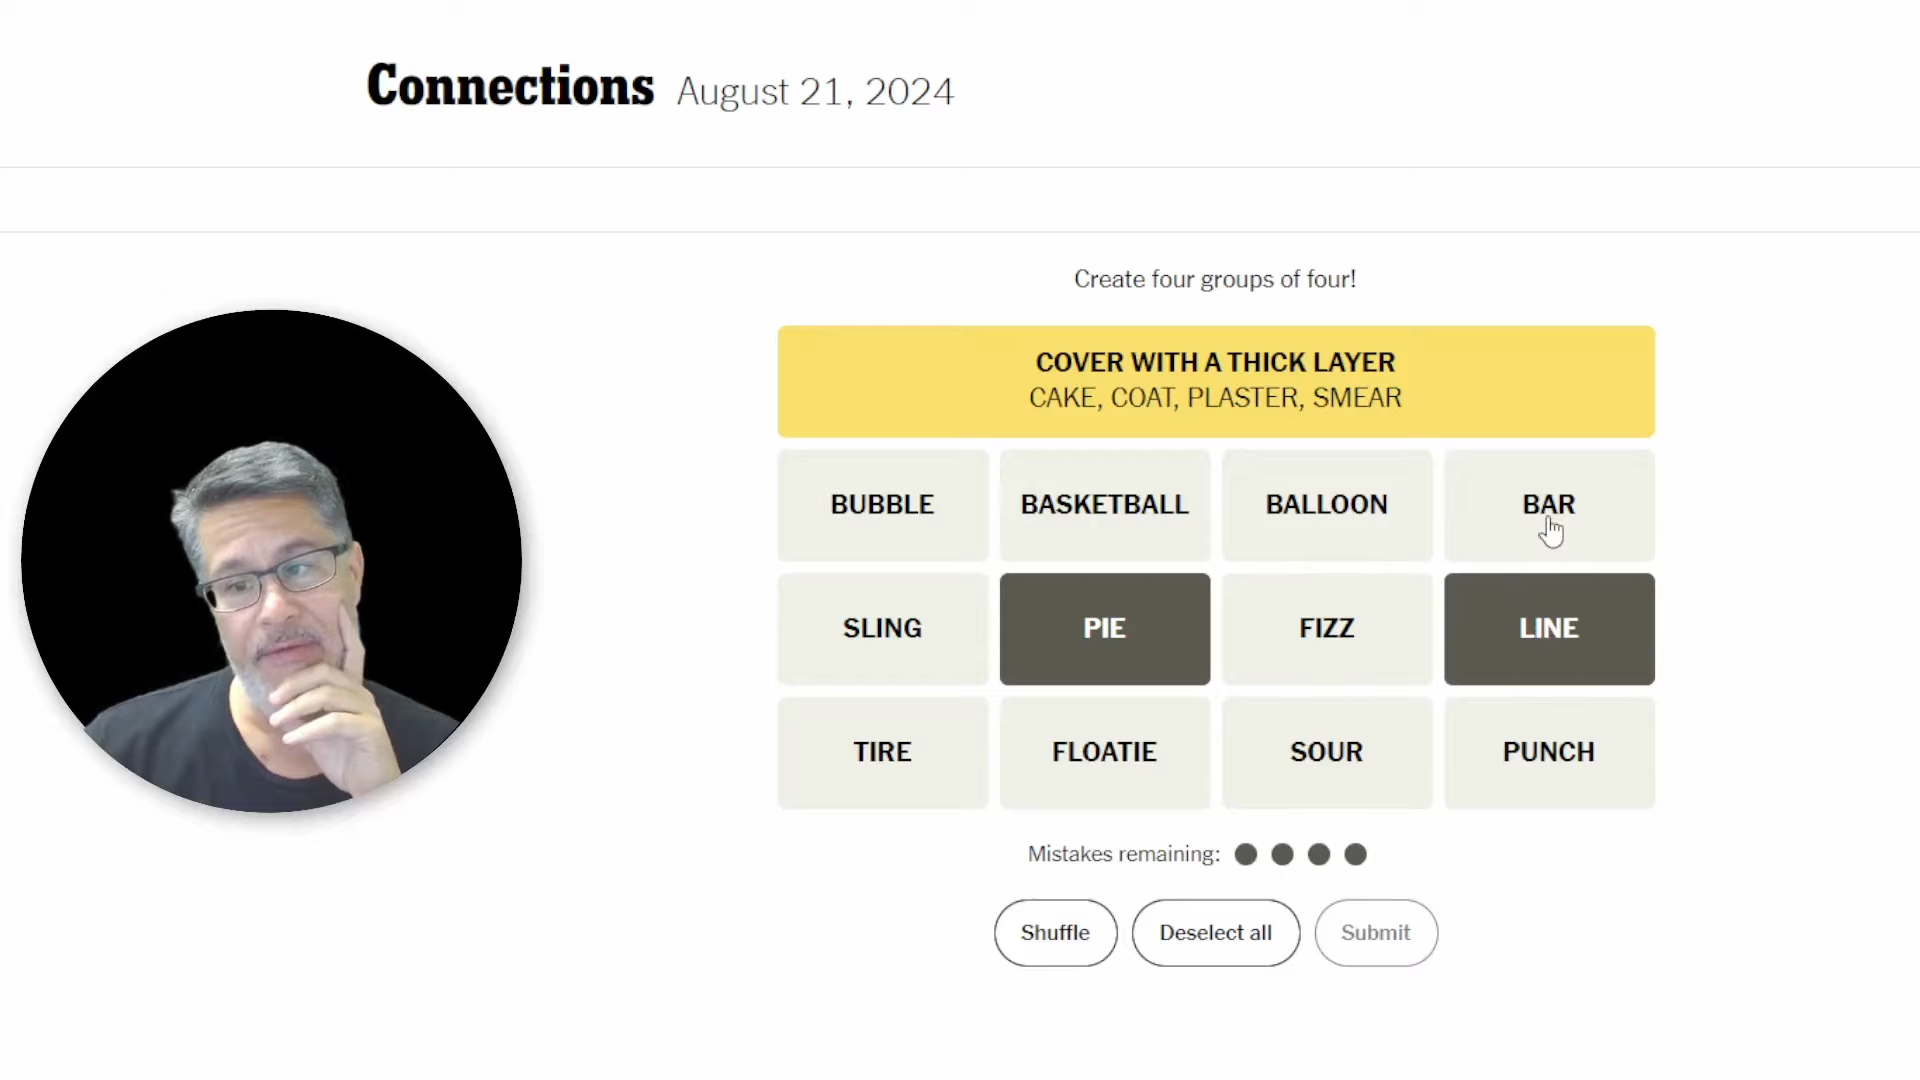 Connections August 21, 2024
Create four groups of four!
COVER WITH A THICK LAYER
CAKE, COAT, PLASTER, SMEAR
BUBBLE BASKETBALL BALLOON BAR
SLING PIE FIZZ LINE
TIRE FLOATIE SOUR PUNCH
Mistakes remaining:
Shuffle Deselect all Submit